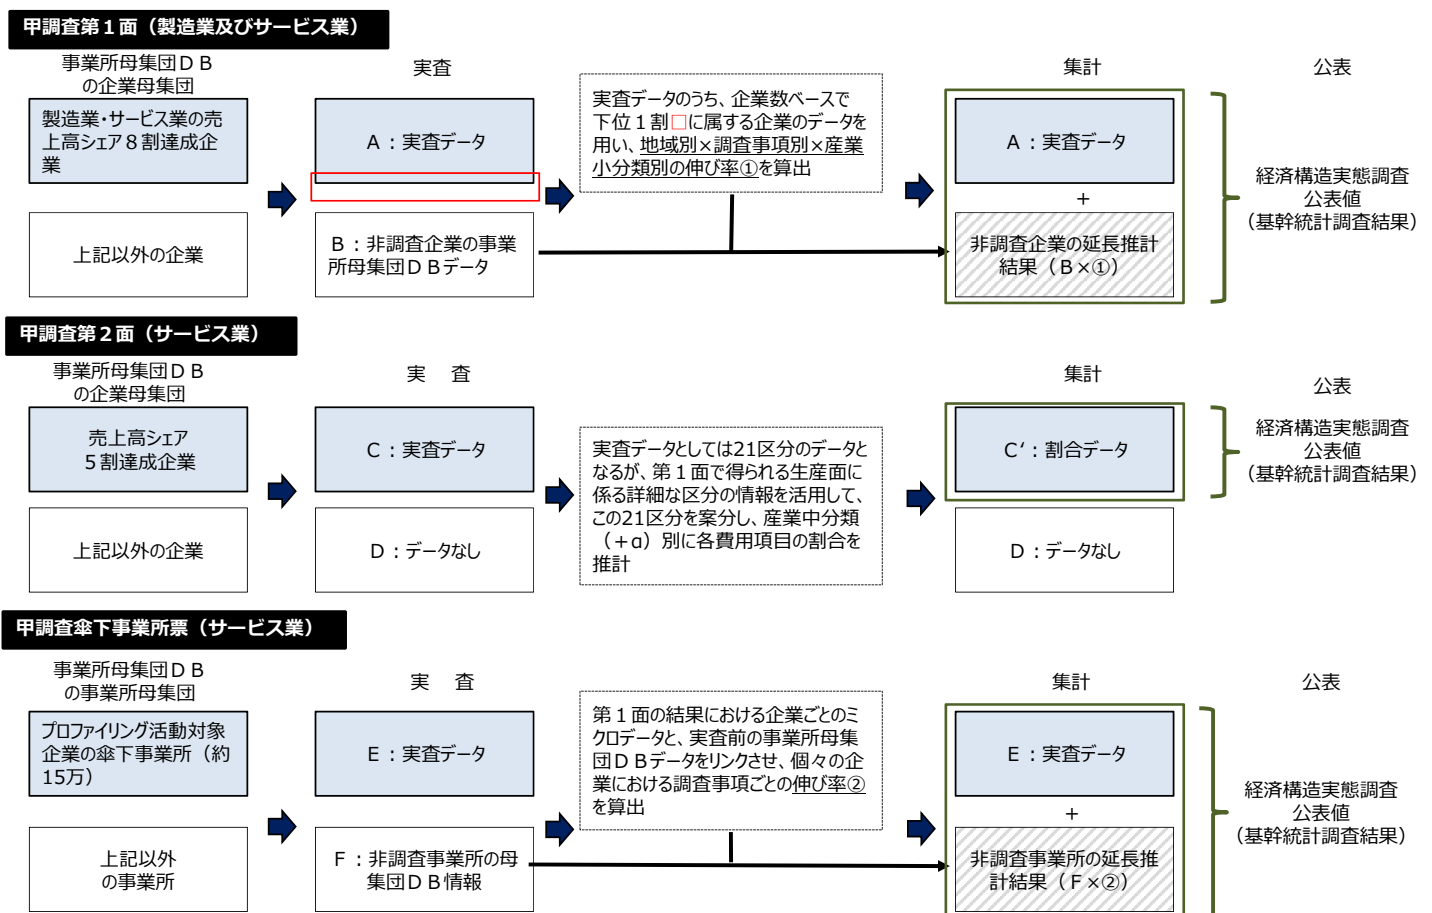 甲調査第１面（製造業及びサービス業）
事業所母集団ＤＢ
の企業母集団
実査
集計
公表
製造業・サービス業の売
上高シェア８割達成企
業
Ａ：実査データ
実査データのうち、企業数ベースで
下位１割□に属する企業のデータを
用い、地域別×調査事項別×産業
小分類別の伸び率①を算出
Ａ：実査データ
＋
経済構造実態調査
公表値
（基幹統計調査結果）
上記以外の企業
Ｂ：非調査企業の事業
所母集団ＤＢデータ
非調査企業の延長推計
結果（Ｂ×①）
甲調査第２面（サービス業）
事業所母集団ＤＢ
の企業母集団
実　査
集計
公表
売上高シェア
５割達成企業
Ｃ：実査データ
実査データとしては21区分のデータと
なるが、第１面で得られる生産面に
係る詳細な区分の情報を活用して、
この21区分を案分し、産業中分類
（+α）別に各費用項目の割合を
推計
Ｃ′：割合データ
経済構造実態調査
公表値
（基幹統計調査結果）
上記以外の企業
Ｄ：データなし
Ｄ：データなし
甲調査傘下事業所票（サービス業）
事業所母集団ＤＢ
の事業所母集団
実　査
集計
公表
プロファイリング活動対象
企業の傘下事業所（約
15万）
Ｅ：実査データ
第１面の結果における企業ごとのミ
クロデータと、実査前の事業所母集
団ＤＢデータをリンクさせ、個々の企
業における調査事項ごとの伸び率②
を算出
Ｅ：実査データ
＋
経済構造実態調査
公表値
（基幹統計調査結果）
上記以外
の事業所
Ｆ：非調査事業所の母
集団ＤＢ情報
非調査事業所の延長推
計結果（Ｆ×②）